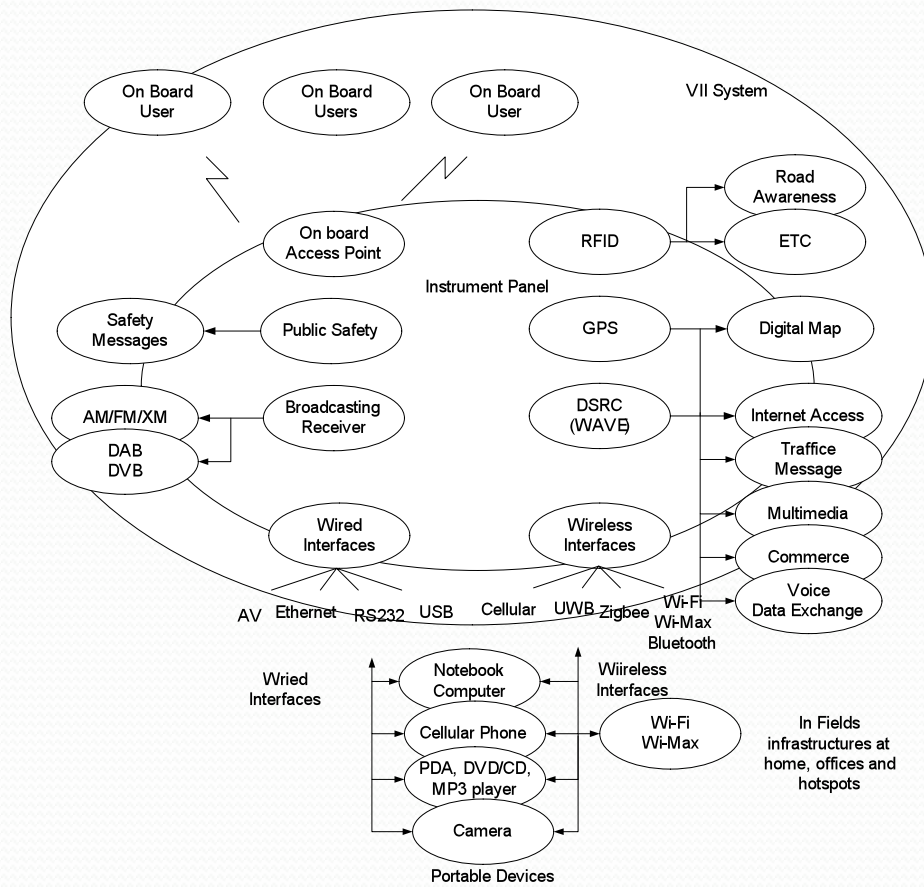 VII System
On Board
User
On Board
Users
On Board
User
Road
Awareness
On board
Access Point
RFID
ETC
Instrument Panel
Safety
Messages
Public Safety
GPS
Digital Map
AM/FM/XM
Broadcasting
Receiver
DSRC
(WAVE)
Internet Access
DAB
DVB
Traffice
Message
Multimedia
Wired
Interfaces
Wireless
Interfaces
Commerce
Voice
Data Exchange
AV
Ethernet
RS232
USB
Cellular
UWB
Zigbee
Wi-Fi
Wi-Max
Bluetooth
Wried
Interfaces
Notebook
Computer
Wiireless
Interfaces
Cellular Phone
Wi-Fi
Wi-Max
In Fields
infrastructures at
home, offices and
hotspots
PDA, DVD/CD,
MP3 player
Camera
Portable Devices